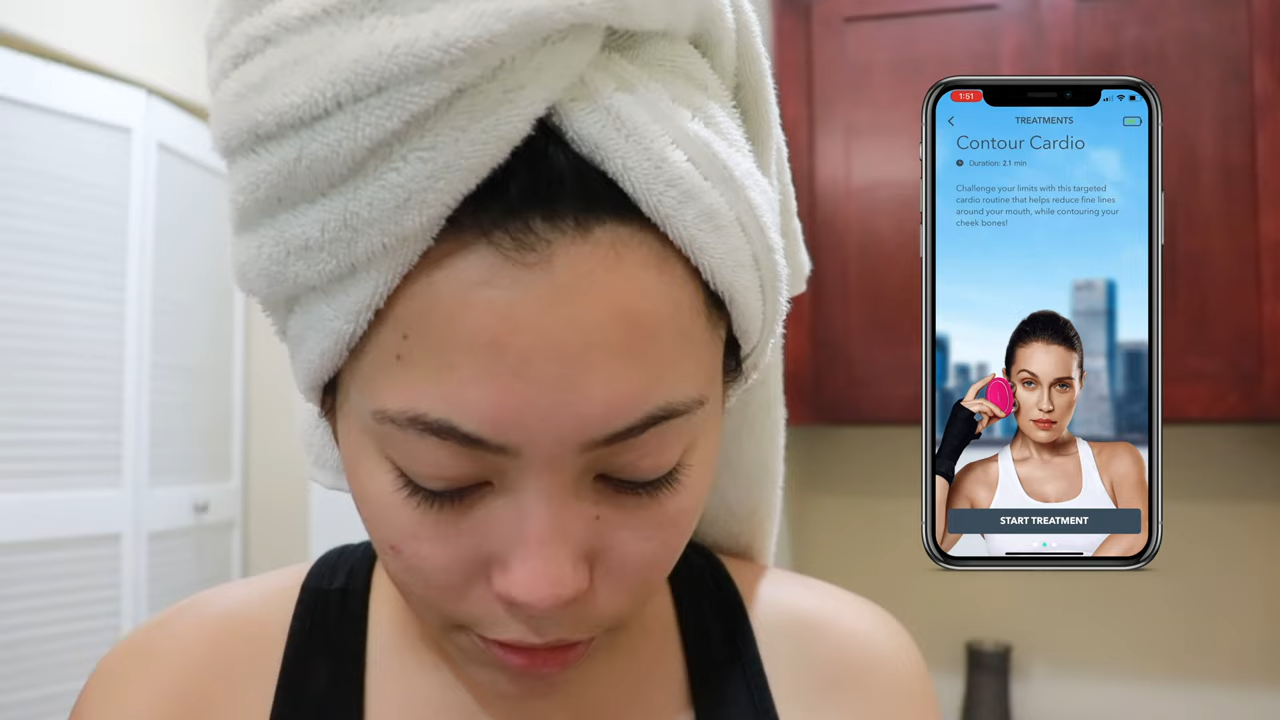 1:51
TREATMENTS
Contour Cardio
Duration: 2.1 min
Challenge your limits with this targeted
cardio routine that helps reduce fine lines
around your mouth, while contouring your
cheek bones!
START TREATMENT